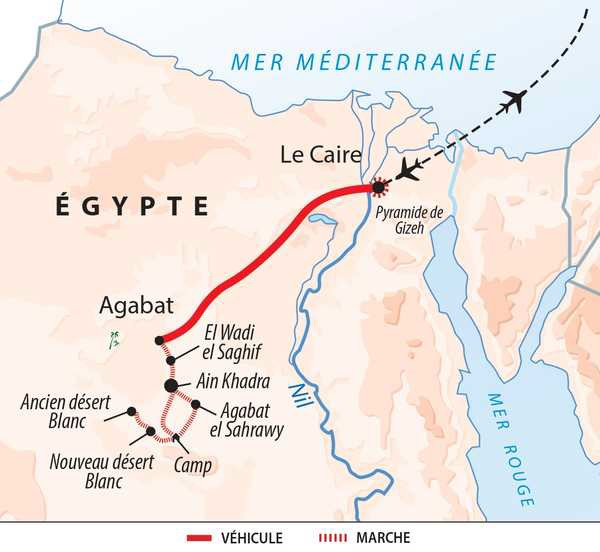 MER MÉDITERRANÉE
Le Caire
Pyramide de
Gizeh
ÉGYPTE
Agabat
El Wadi
el Saghif
Ain Khadra
Ancien désert
Blanc
Agabat
el Sahrawy
Nouveau désert
Blanc
Camp
Nil
MER ROUGE
VÉHICULE
MARCHE